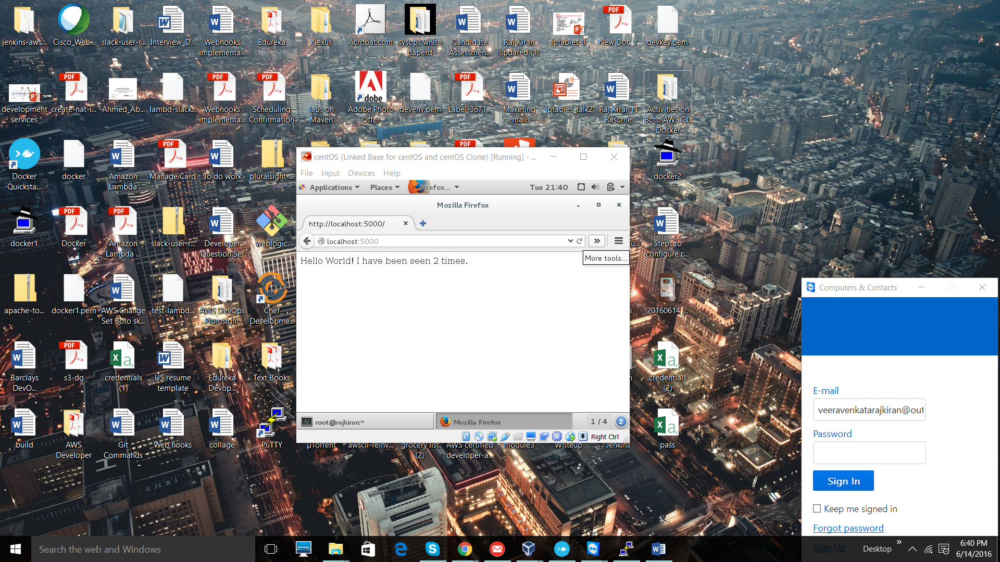 jenkins-aws...
Cisco_Web-...
slack-user-r...
Interview_D...
Webhooks
implementa...
Edureka
Nexus
Acrobat.com
sysops white
paperd
Candidate
Assessmen...
Raj Kiran
updated (1)
iptables-1
New Doc_1
devkey.pem
development
services
create-nat-i...
Ahmed_Ab...
lambd-slack...
Webhooks
implementa...
Scheduling
Confirmation
labs on
Maven
Adobe Photo
Offer
devenv.pem
Label-3671...
Maketing
emails
iptables_talk2
Raj Kiran N
Resume
Activities on
Boto AWS CLI
Docker
Docker
Quicksta...
docker
Amazon
Lambda
Manage.Card
To do work
pluralsight-...
docker2
docker1
Docker
Amazon
Lambda ...
slack-user-r...
Developer
Question Set
weblogic
Steps to
configure c...
apache-to...
docker1.pem
AWS Change
Set Boto sk...
test-lambd...
AWS DevOps
Plurosight
Chef
Developme...
20160614_...
Barclays
DevO...
s3-dg
credentials
(1)
US resume
template
Edureka
Devop...
Text Books
credentials
(2)
build
AWS
Developer
Git
Commands
Web hooks
collage
PuTTY
µTorrent
awscli-reinv...
grocery list
(2)
AWS certified
developer-a...
module3
Writeup
Jenkins
pass
centOS (Linked Base for centOS and centOS Clone) [Running] - ...
File Input Devices Help
Applications Places Firefox... Tue 21:40
Mozilla Firefox
http://localhost:5000/
localhost:5000
More tools...
Hello World! I have been seen 2 times.
root@rajkiran:~
Mozilla Firefox
1 / 4
2
Right Ctrl
Computers & Contacts
E-mail
veeravenkatarajkiran@out
Password
Sign In
Keep me signed in
Forgot password
Sign Up
Search the web and Windows
Desktop
6:40 PM
6/14/2016